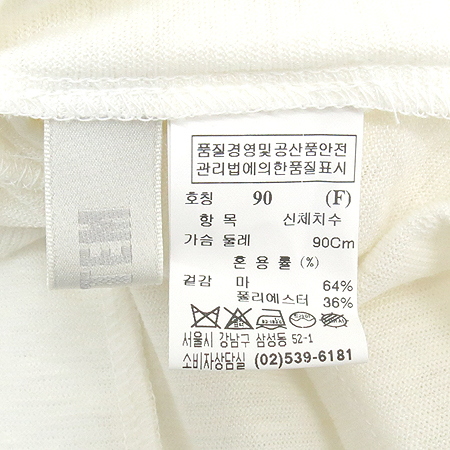 품질경영및공산품안전
관리법에의한품질표시
호칭 90 (F)
항 목 신체치수
가슴 둘레 90Cm
혼 용 률 (%)
겉감 마 64%
폴리에스터 36%
서울시 강남구 삼성동 52-1
소비자상담실 (02)539-6181